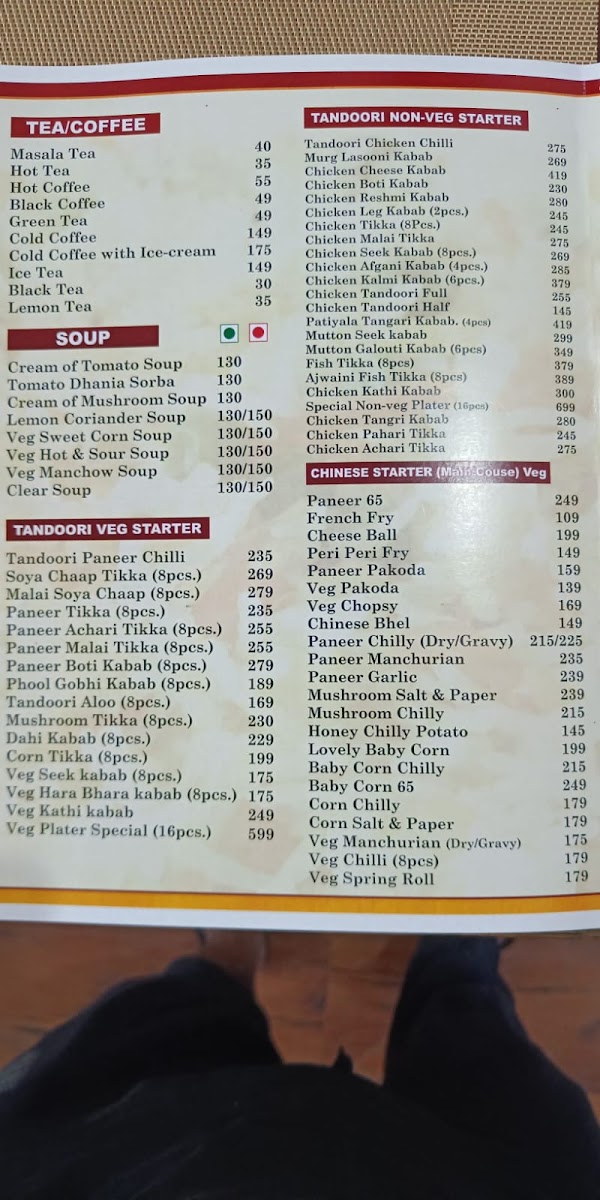 TEA/COFFEE
Masala Tea 40
Hot Tea 35
Hot Coffee 55
Black Coffee 49
Green Tea 49
Cold Coffee 149
Cold Coffee with Ice-cream 175
Ice Tea 149
Black Tea 30
Lemon Tea 35
SOUP
Cream of Tomato Soup 130
Tomato Dhania Sorba 130
Cream of Mushroom Soup 130
Lemon Coriander Soup 130/150
Veg Sweet Corn Soup 130/150
Veg Hot & Sour Soup 130/150
Veg Manchow Soup 130/150
Clear Soup 130/150
TANDOORI VEG STARTER
Tandoori Paneer Chilli 235
Soya Chaap Tikka (8pcs.) 269
Malai Soya Chaap (8pcs.) 279
Paneer Tikka (8pcs.) 235
Paneer Achari Tikka (8pcs.) 255
Paneer Malai Tikka (8pcs.) 255
Paneer Boti Kabab (8pcs.) 279
Phool Gobhi Kabab (8pcs.) 189
Tandoori Aloo (8pcs.) 169
Mushroom Tikka (8pcs.) 230
Dahi Kabab (8pcs.) 229
Corn Tikka (8pcs.) 199
Veg Seek kabab (8pcs.) 175
Veg Hara Bhara kabab (8pcs.) 175
Veg Kathi kabab 249
Veg Plater Special (16pcs.) 599
TANDOORI NON-VEG STARTER
Tandoori Chicken Chilli 275
Murg Lasooni Kabab 269
Chicken Cheese Kabab 419
Chicken Boti Kabab 230
Chicken Reshmi Kabab 280
Chicken Leg Kabab (2pcs.) 245
Chicken Tikka (8Pcs.) 245
Chicken Malai Tikka 275
Chicken Seek Kabab (8pcs.) 269
Chicken Afgani Kabab (4pcs.) 285
Chicken Kalmi Kabab (6pcs.) 379
Chicken Tandoori Full 255
Chicken Tandoori Half 145
Patiyala Tangari Kabab. (4pcs) 419
Mutton Seek kabab 299
Mutton Galouti Kabab (6pcs) 349
Fish Tikka (8pcs) 379
Ajwaini Fish Tikka (8pcs) 389
Chicken Kathi Kabab 300
Special Non-veg Plater (16pcs) 699
Chicken Tangri Kabab 280
Chicken Pahari Tikka 245
Chicken Achari Tikka 275
CHINESE STARTER (Main Couse) Veg
Paneer 65 249
French Fry 109
Cheese Ball 199
Peri Peri Fry 149
Paneer Pakoda 159
Veg Pakoda 139
Veg Chopsy 169
Chinese Bhel 149
Paneer Chilly (Dry/Gravy) 215/225
Paneer Manchurian 235
Paneer Garlic 239
Mushroom Salt & Paper 239
Mushroom Chilly 215
Honey Chilly Potato 145
Lovely Baby Corn 199
Baby Corn Chilly 215
Baby Corn 65 249
Corn Chilly 179
Corn Salt & Paper 179
Veg Manchurian (Dry/Gravy) 175
Veg Chilli (8pcs) 179
Veg Spring Roll 179